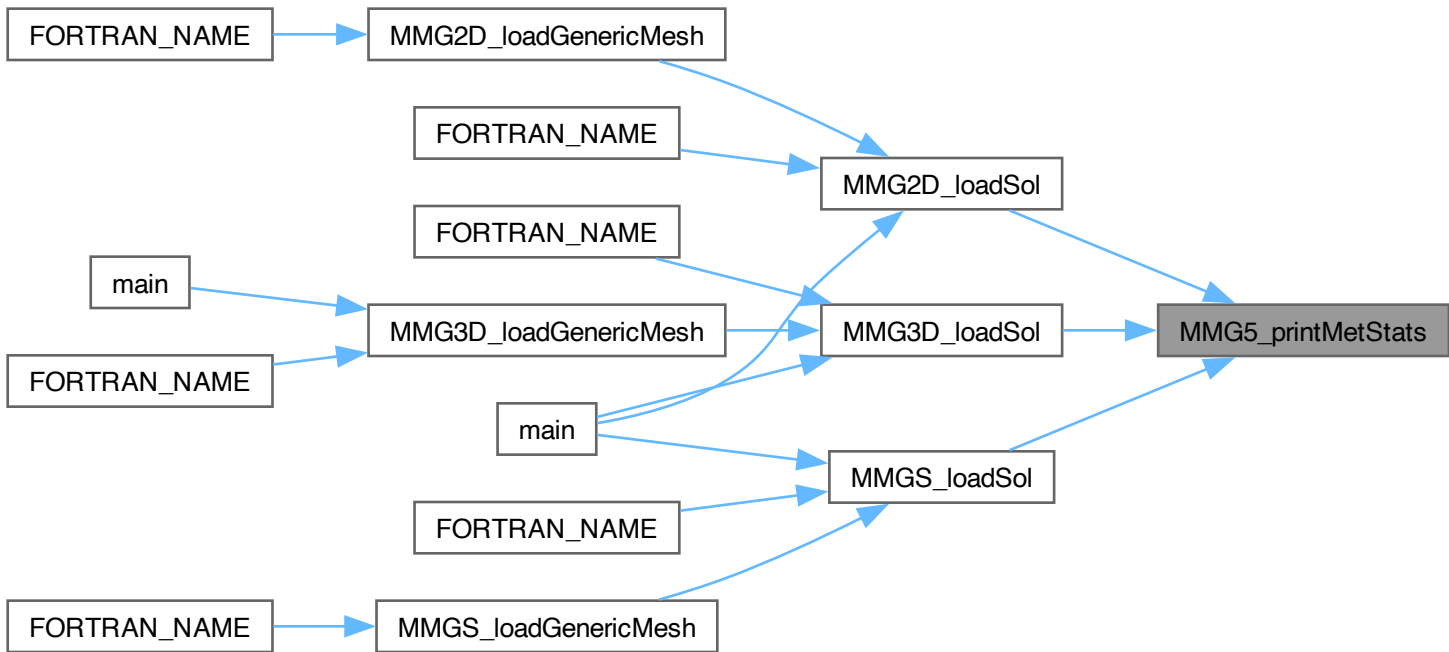 FORTRAN_NAME
MMG2D_loadGenericMesh
FORTRAN_NAME
MMG2D_loadSol
FORTRAN_NAME
main
MMG3D_loadGenericMesh
MMG3D_loadSol
MMG5_printMetStats
FORTRAN_NAME
main
MMGS_loadSol
FORTRAN_NAME
FORTRAN_NAME
MMGS_loadGenericMesh